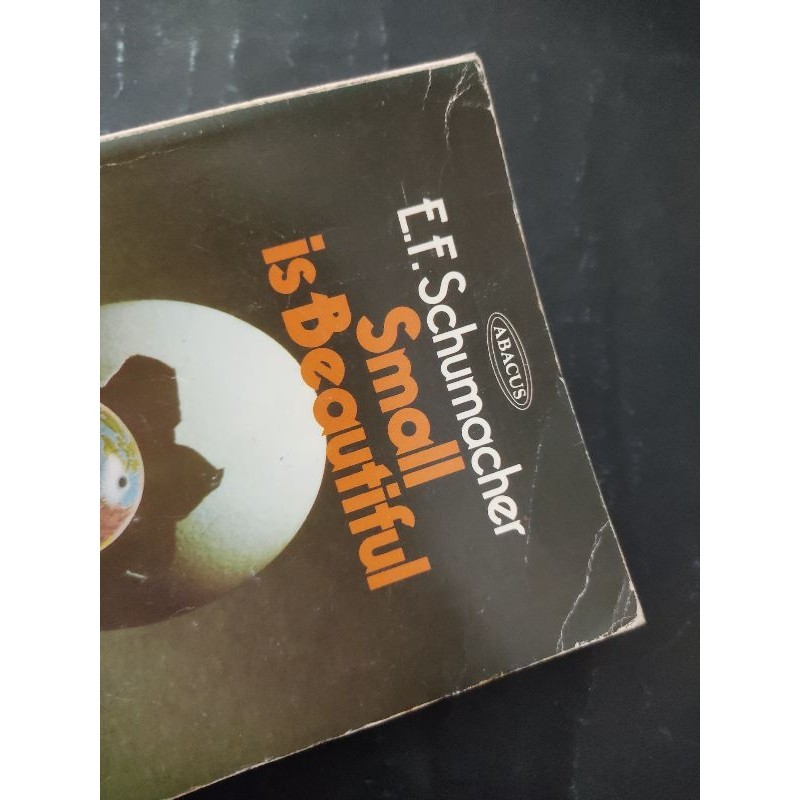 ABACUS
E.F. Schumacher
Small
is Beautiful